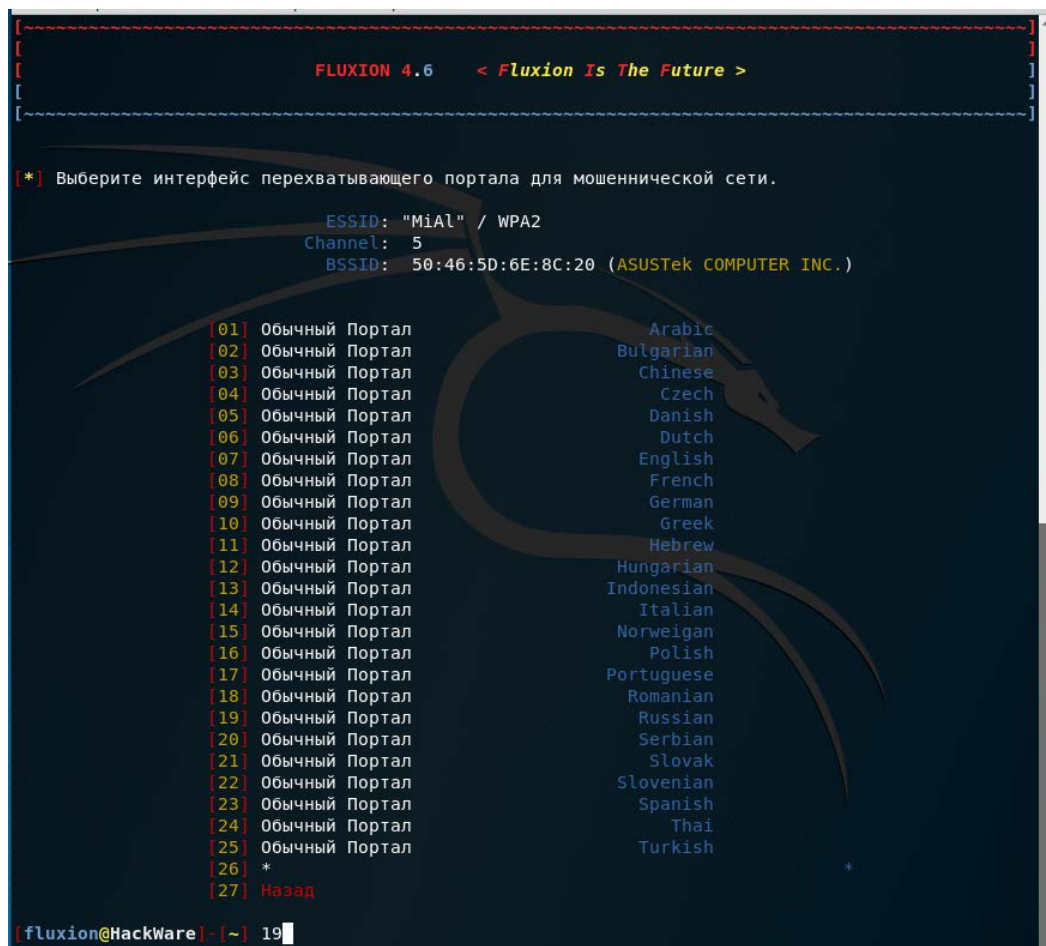 [~~~~~~~~~~~~~~~~~~~~~~~~~~~~~~~~~~~~~~~~~~~~~~~~~~~~~~~~~~~~~~~~~~~~~~~~~~~~~~~~~~~~~~~~~~~~~]
[ ]
[ FLUXION 4.6 < Fluxion Is The Future > ]
[ ]
[~~~~~~~~~~~~~~~~~~~~~~~~~~~~~~~~~~~~~~~~~~~~~~~~~~~~~~~~~~~~~~~~~~~~~~~~~~~~~~~~~~~~~~~~~~~~~]
[*] Выберите интерфейс перехватывающего портала для мошеннической сети.
ESSID: "MiAl" / WPA2
Channel: 5
BSSID: 50:46:5D:6E:8C:20 (ASUSTek COMPUTER INC.)
[01] Обычный Портал Arabic
[02] Обычный Портал Bulgarian
[03] Обычный Портал Chinese
[04] Обычный Портал Czech
[05] Обычный Портал Danish
[06] Обычный Портал Dutch
[07] Обычный Портал English
[08] Обычный Портал French
[09] Обычный Портал German
[10] Обычный Портал Greek
[11] Обычный Портал Hebrew
[12] Обычный Портал Hungarian
[13] Обычный Портал Indonesian
[14] Обычный Портал Italian
[15] Обычный Портал Norweigan
[16] Обычный Портал Polish
[17] Обычный Портал Portuguese
[18] Обычный Портал Romanian
[19] Обычный Портал Russian
[20] Обычный Портал Serbian
[21] Обычный Портал Slovak
[22] Обычный Портал Slovenian
[23] Обычный Портал Spanish
[24] Обычный Портал Thai
[25] Обычный Портал Turkish
[26] * *
[27] Назад
[fluxion@HackWare]-[~] 19